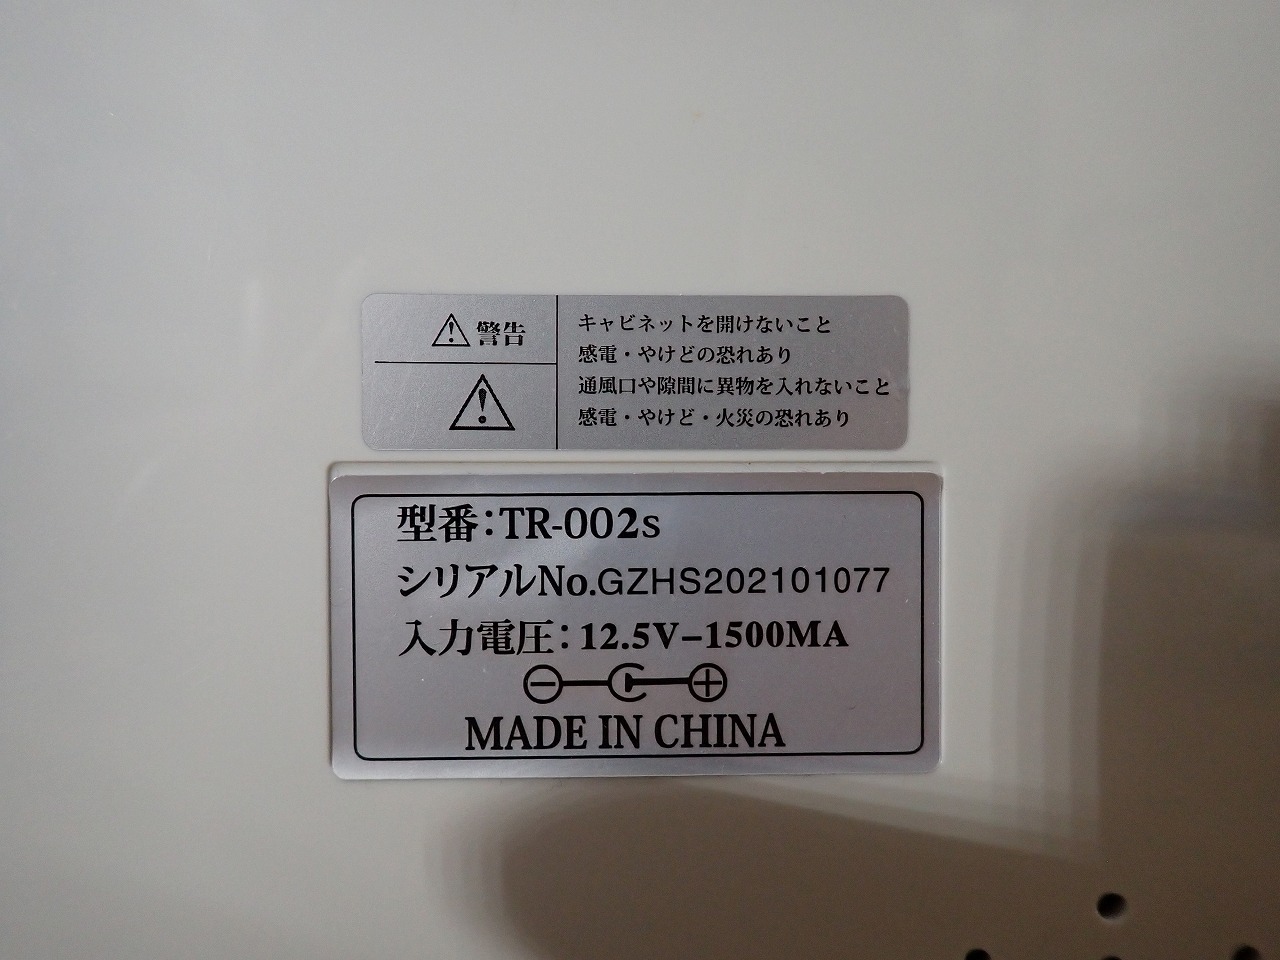 警告
キャビネットを開けないこと
感電・やけどの恐れあり
通風口や隙間に異物を入れないこと
感電・やけど・火災の恐れあり
型番：TR-002s
シリアルNo.GZHS202101077
入力電圧：12.5V-1500MA
MADE IN CHINA